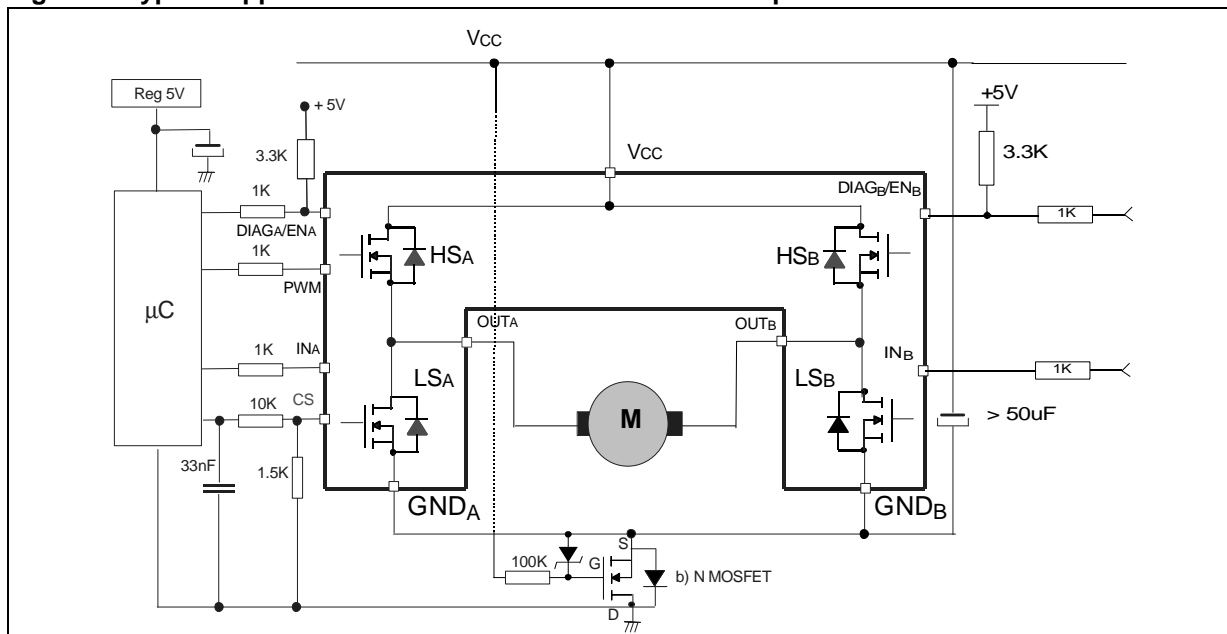 VCC
Reg 5V
+ 5V
+5V
3.3K
3.3K
VCC
1K
DIAGA/ENA
DIAGB/ENB
1K
1K
HSA
HSB
PWM
µC
OUTA
OUTB
1K
INA
INB
1K
LSA
LSB
10K
CS
M
> 50uF
33nF
1.5K
GNDA
GNDB
100K
G
S
D
b) N MOSFET